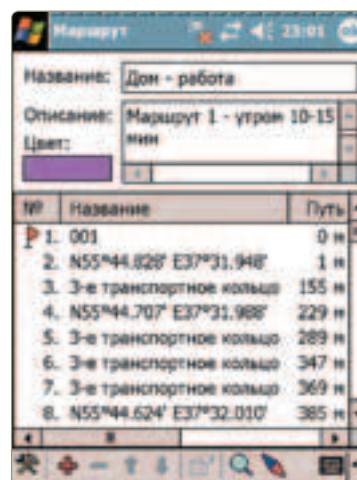 Маршрут 23:01 ok
Название: Дом - работа
Описание: Маршрут 1 - утром 10-15
мин
Цвет:
№ Название Путь
1. 001 0 м
2. N55°44.828' E37°31.948' 1 м
3. 3-е транспортное кольцо 155 м
4. N55°44.707' E37°31.988' 229 м
5. 3-е транспортное кольцо 289 м
6. 3-е транспортное кольцо 347 м
7. 3-е транспортное кольцо 369 м
8. N55°44.624' E37°32.010' 385 м